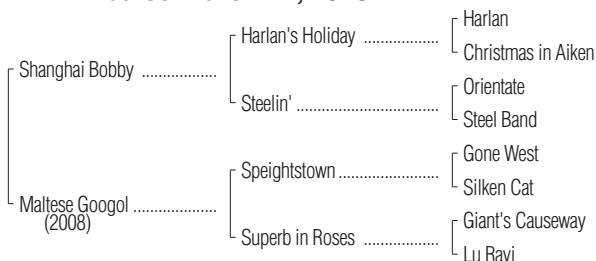 Harlan
Harlan's Holiday ..................
Christmas in Aiken
Shanghai Bobby .................
Orientate
Steelin' ................................
Steel Band
Gone West
Speightstown ......................
Silken Cat
Maltese Googol ...................
(2008)
Giant's Causeway
Superb in Roses .................
Lu Ravi